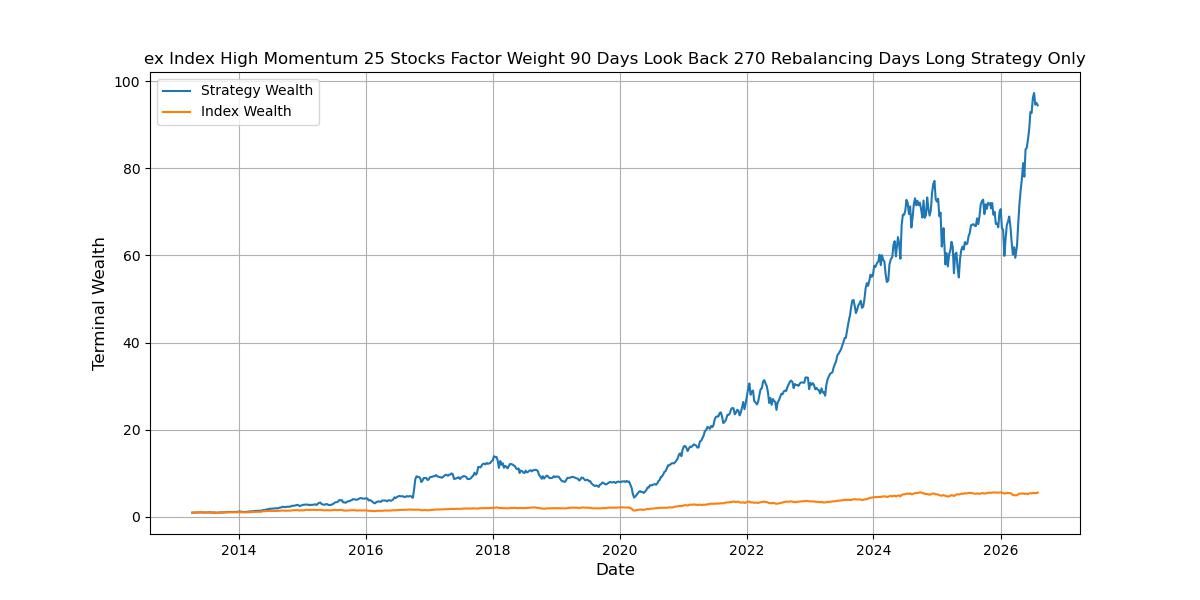 ex Index High Momentum 25 Stocks Factor Weight 90 Days Look Back 270 Rebalancing Days Long Strategy Only
Strategy Wealth
Index Wealth
Terminal Wealth
100
80
60
40
20
0
2014 2016 2018 2020 2022 2024 2026
Date